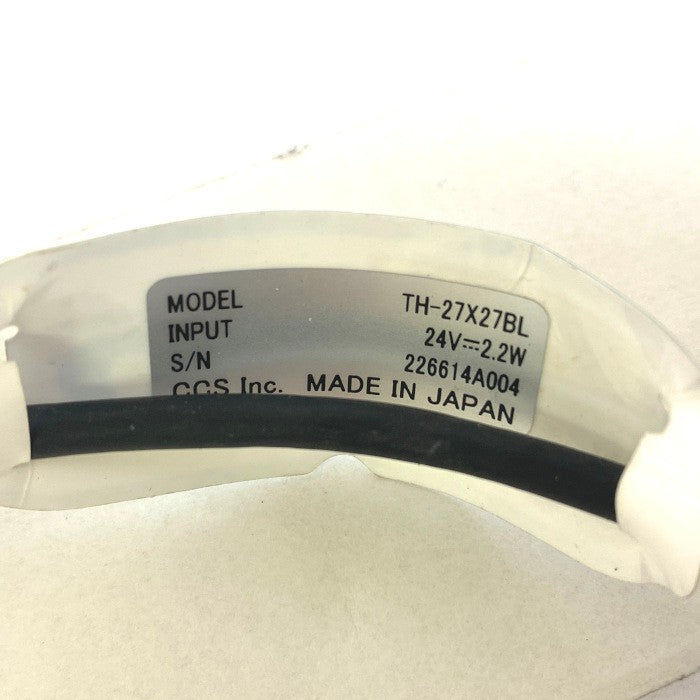 MODEL TH-27X27BL
INPUT 24V⎓2.2W
S/N 226614A004
CCS Inc. MADE IN JAPAN